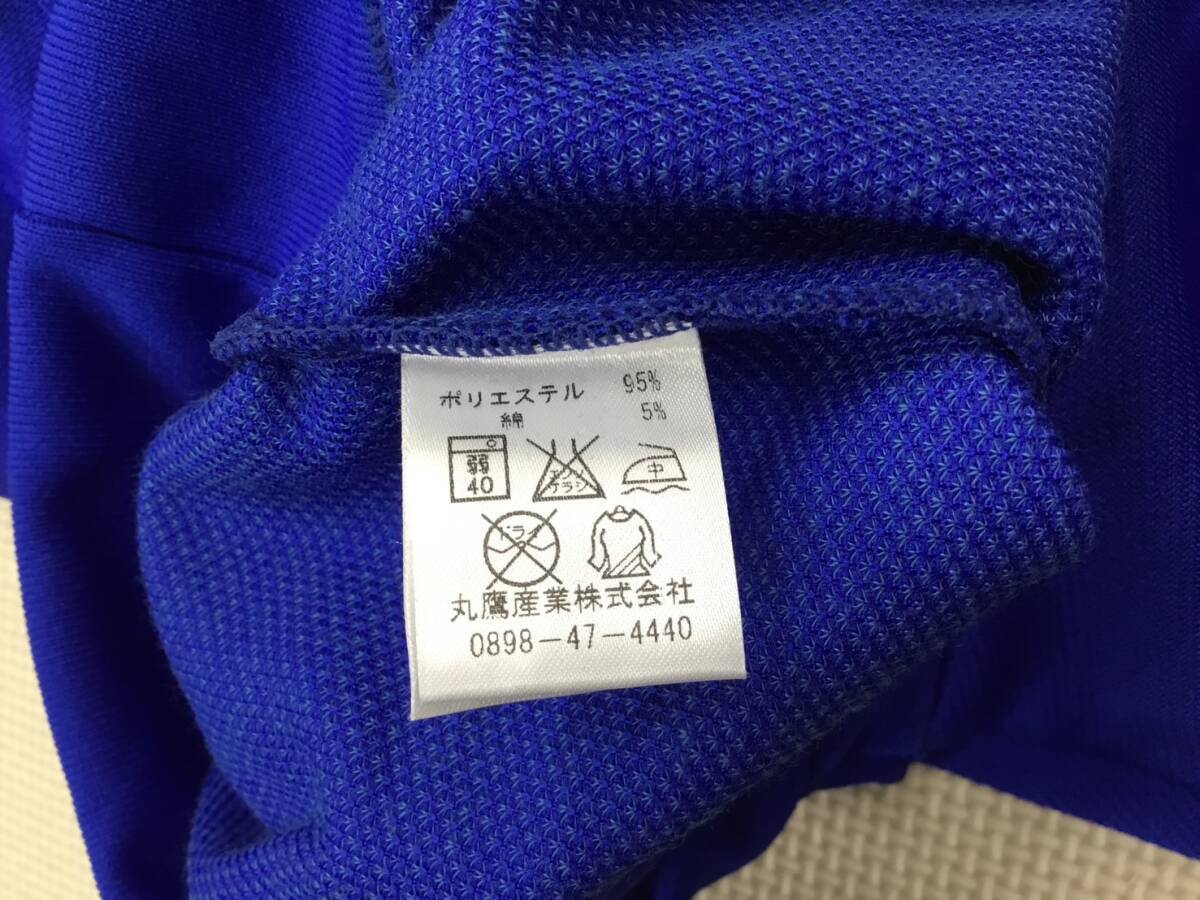 ポリエステル 95%
綿 5%
弱
40
エンソ
サラシ
中
ドライ
丸鷹産業株式会社
0898-47-4440